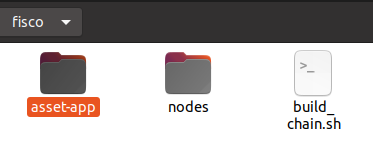 fisco
asset-app
nodes
build_
chain.sh